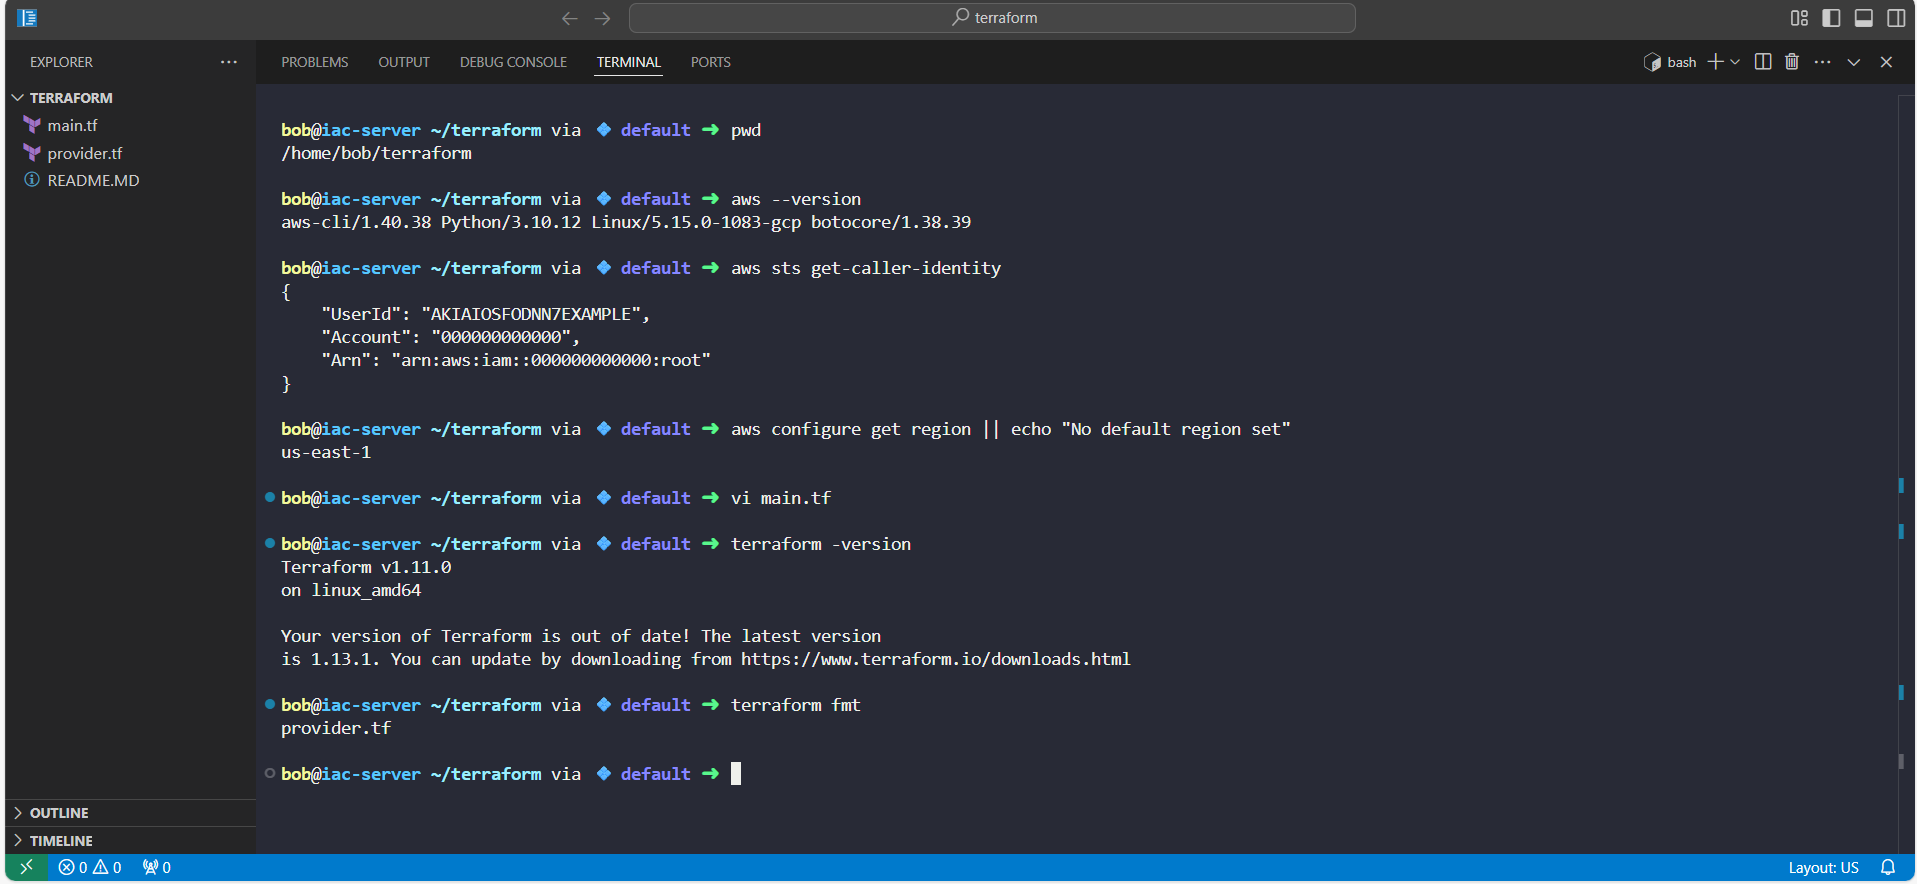 terraform
EXPLORER
TERRAFORM
main.tf
provider.tf
README.MD
OUTLINE
TIMELINE
PROBLEMS OUTPUT DEBUG CONSOLE TERMINAL PORTS
bash
bob@iac-server ~/terraform via default ➜ pwd
/home/bob/terraform
bob@iac-server ~/terraform via default ➜ aws --version
aws-cli/1.40.38 Python/3.10.12 Linux/5.15.0-1083-gcp botocore/1.38.39
bob@iac-server ~/terraform via default ➜ aws sts get-caller-identity
{
    "UserId": "AKIAIOSFODNN7EXAMPLE",
    "Account": "000000000000",
    "Arn": "arn:aws:iam::000000000000:root"
}
bob@iac-server ~/terraform via default ➜ aws configure get region || echo "No default region set"
us-east-1
bob@iac-server ~/terraform via default ➜ vi main.tf
bob@iac-server ~/terraform via default ➜ terraform -version
Terraform v1.11.0
on linux_amd64
Your version of Terraform is out of date! The latest version
is 1.13.1. You can update by downloading from https://www.terraform.io/downloads.html
bob@iac-server ~/terraform via default ➜ terraform fmt
provider.tf
bob@iac-server ~/terraform via default ➜
0 0 0
Layout: US